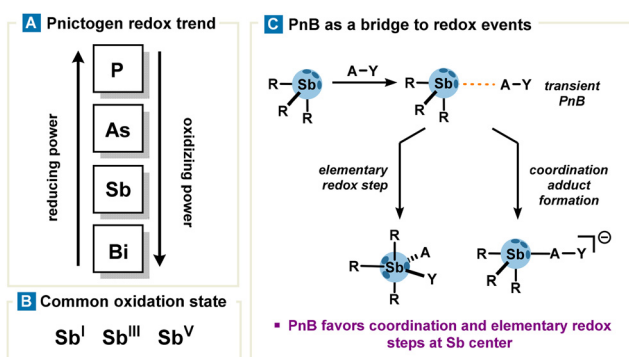 A Pnictogen redox trend
P
As
Sb
Bi
reducing power
oxidizing power
B Common oxidation state
Sb^I Sb^III Sb^V
C PnB as a bridge to redox events
R Sb R R
A–Y
R Sb R R A–Y
transient
PnB
elementary
redox step
coordination
adduct
formation
R R Sb A Y R
R Sb A Y R R ⊖
▪ PnB favors coordination and elementary redox
steps at Sb center